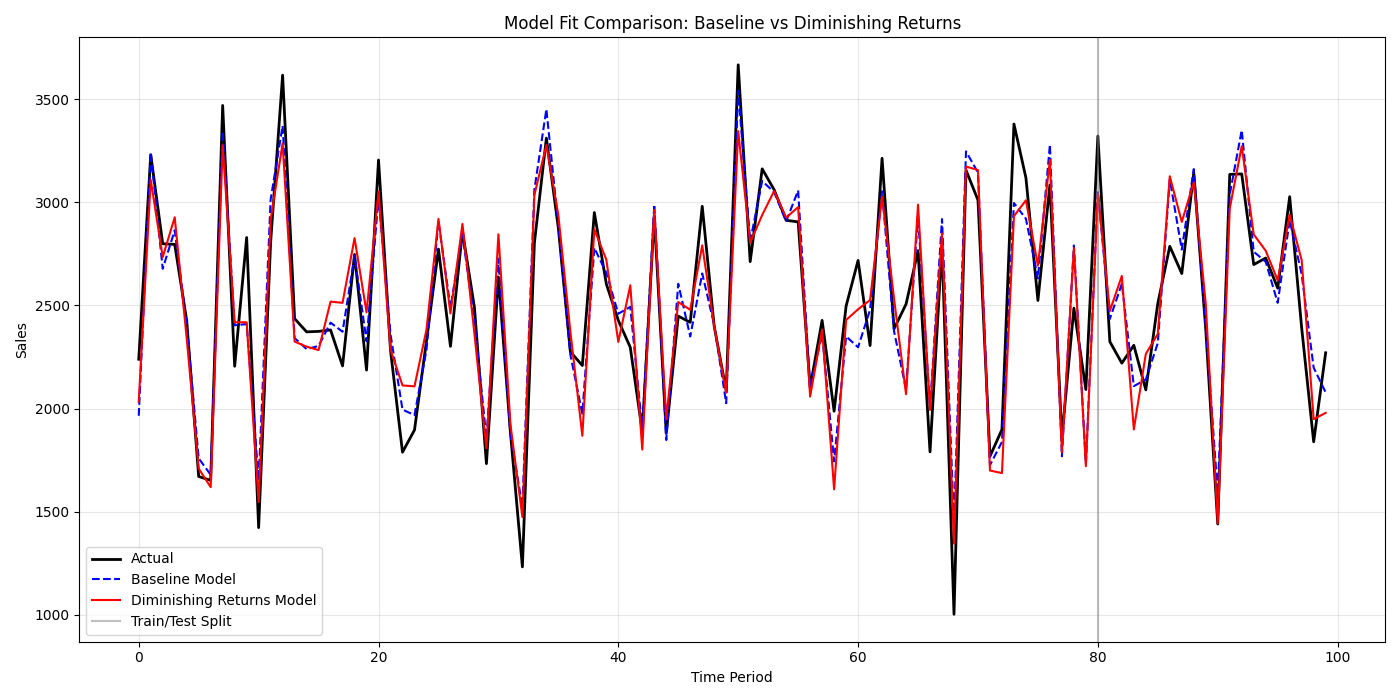 Model Fit Comparison: Baseline vs Diminishing Returns
Sales
3500
3000
2500
2000
1500
1000
Actual
Baseline Model
Diminishing Returns Model
Train/Test Split
0 20 40 60 80 100
Time Period